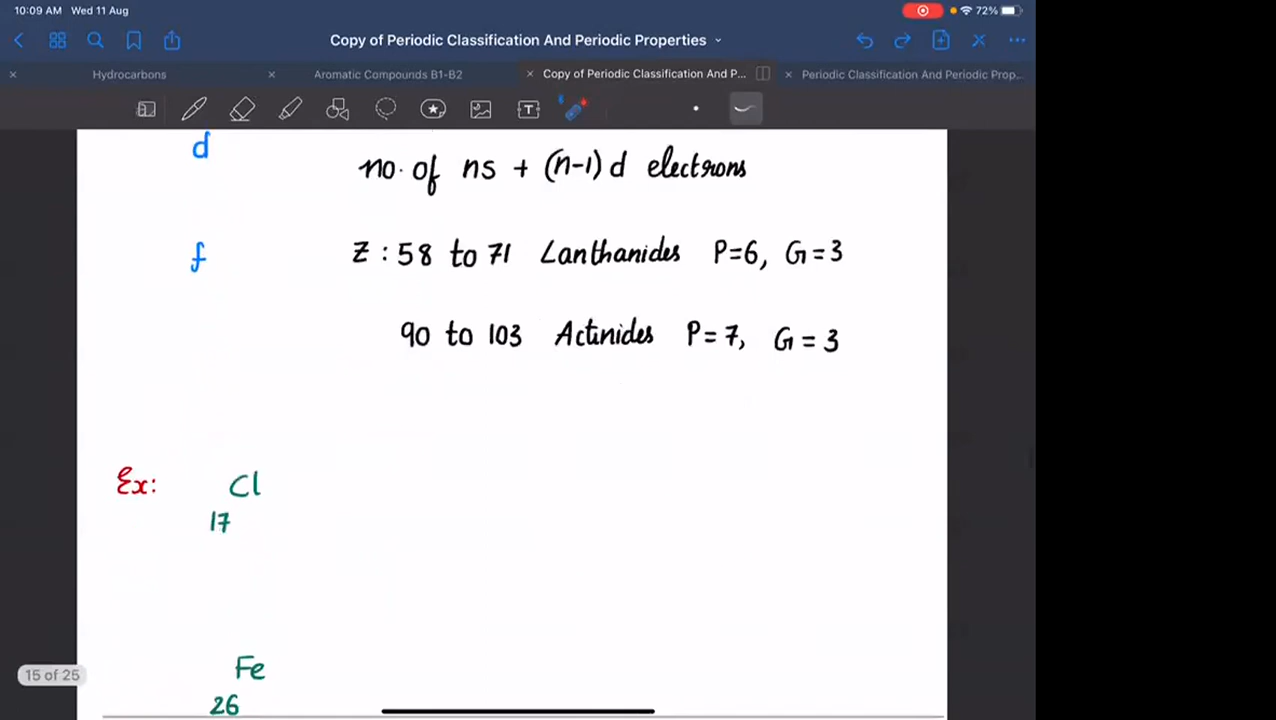 10:09 AM Wed 11 Aug
72%
Copy of Periodic Classification And Periodic Properties
Hydrocarbons
Aromatic Compounds B1-B2
Copy of Periodic Classification And P...
Periodic Classification And Periodic Prop...
d no. of ns + (n-1) d electrons
f Z : 58 to 71 Lanthanides P=6, G=3
90 to 103 Actinides P=7, G=3
Ex: Cl
17
Fe
15 of 25
26